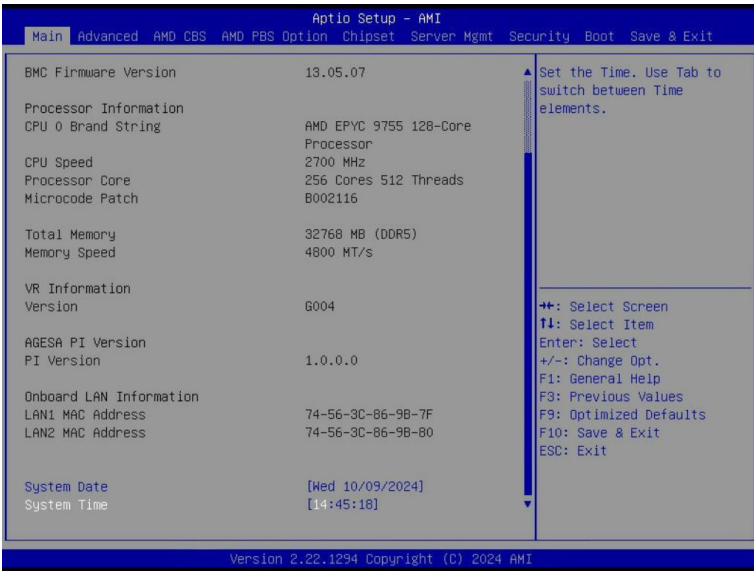 Aptio Setup - AMI
Main Advanced AMD CBS AMD PBS Option Chipset Server Mgmt Security Boot Save & Exit
BMC Firmware Version 13.05.07
Processor Information
CPU 0 Brand String AMD EPYC 9755 128-Core
Processor
CPU Speed 2700 MHz
Processor Core 256 Cores 512 Threads
Microcode Patch B002116
Total Memory 32768 MB (DDR5)
Memory Speed 4800 MT/s
VR Information
Version G004
AGESA PI Version
PI Version 1.0.0.0
Onboard LAN Information
LAN1 MAC Address 74-56-3C-86-9B-7F
LAN2 MAC Address 74-56-3C-86-9B-80
System Date [Wed 10/09/2024]
System Time [14:45:18]
Set the Time. Use Tab to
switch between Time
elements.
→←: Select Screen
↑↓: Select Item
Enter: Select
+/-: Change Opt.
F1: General Help
F3: Previous Values
F9: Optimized Defaults
F10: Save & Exit
ESC: Exit
Version 2.22.1294 Copyright (C) 2024 AMI